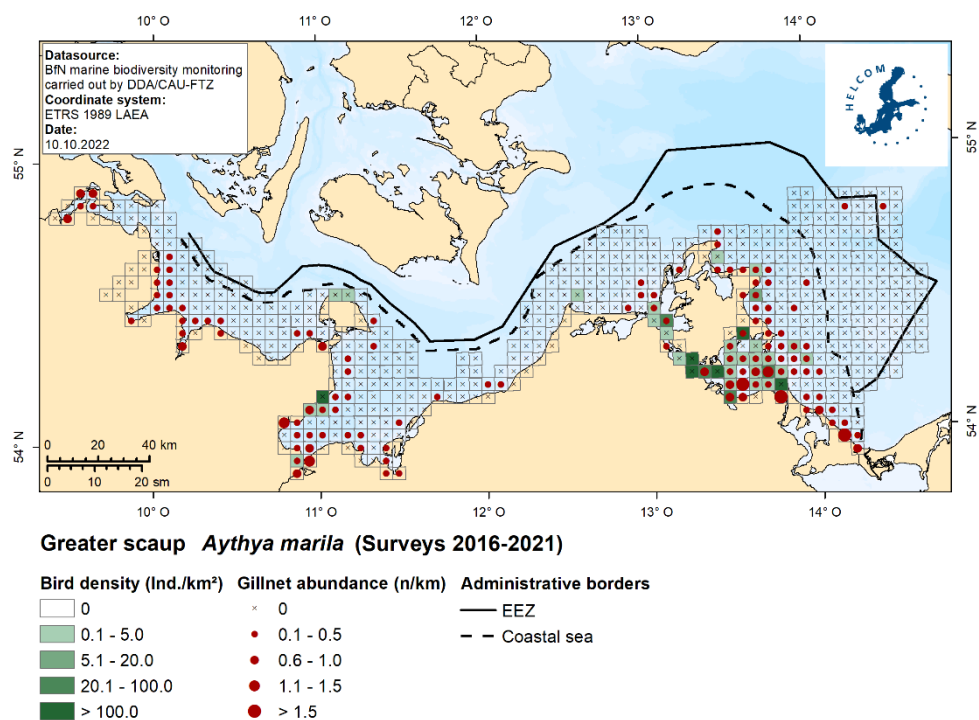 10° O 11° O 12° O 13° O 14° O
Datasource:
BfN marine biodiversity monitoring
carried out by DDA/CAU-FTZ
Coordinate system:
ETRS 1989 LAEA
Date:
10.10.2022
HELCOM
55° N
55° N
54° N
54° N
0 20 40 km
0 10 20 sm
10° O 11° O 12° O 13° O 14° O
Greater scaup Aythya marila (Surveys 2016-2021)
Bird density (Ind./km²) Gillnet abundance (n/km) Administrative borders
0 0 EEZ
0.1 - 5.0 0.1 - 0.5 Coastal sea
5.1 - 20.0 0.6 - 1.0
20.1 - 100.0 1.1 - 1.5
> 100.0 > 1.5